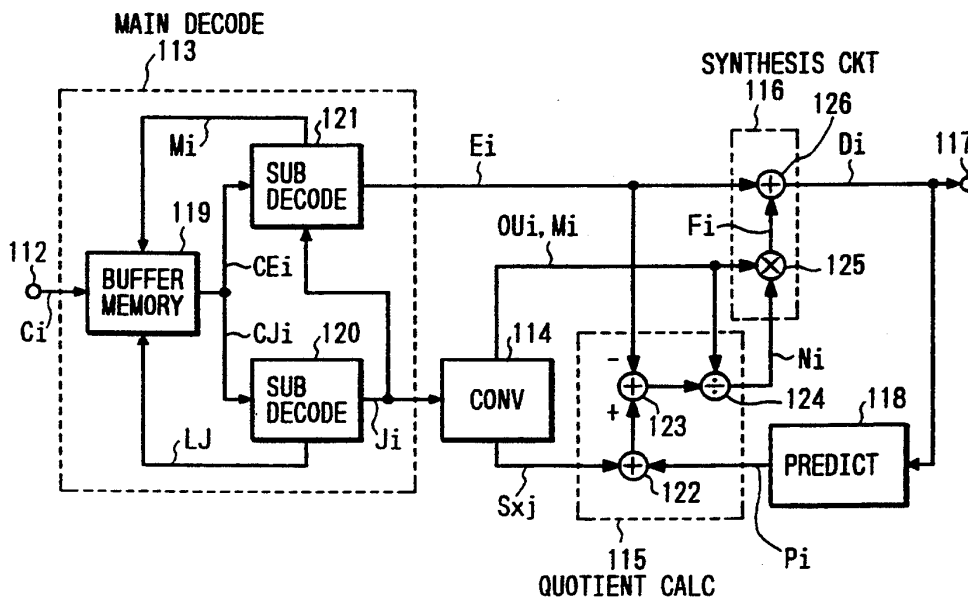 MAIN DECODE
113
SYNTHESIS CKT
116
126
121
Mi
Ei
Di
117
SUB
DECODE
119
OUi, Mi
Fi
112
BUFFER
MEMORY
CEi
125
Ci
CJi
120
114
Ni
SUB
DECODE
CONV
-
+
123
124
118
LJ
Ji
PREDICT
Sxj
122
115
Pi
QUOTIENT CALC